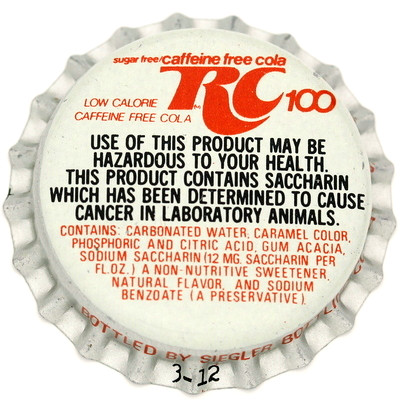 sugar free/caffeine free cola
RC 100
LOW CALORIE
CAFFEINE FREE COLA
USE OF THIS PRODUCT MAY BE
HAZARDOUS TO YOUR HEALTH.
THIS PRODUCT CONTAINS SACCHARIN
WHICH HAS BEEN DETERMINED TO CAUSE
CANCER IN LABORATORY ANIMALS.
CONTAINS: CARBONATED WATER, CARAMEL COLOR,
PHOSPHORIC AND CITRIC ACID, GUM ACACIA,
SODIUM SACCHARIN (12 MG. SACCHARIN PER
FL.OZ.) A NON-NUTRITIVE SWEETENER,
NATURAL FLAVOR, AND SODIUM
BENZOATE (A PRESERVATIVE).
BOTTLED BY SIEGLER
3-12